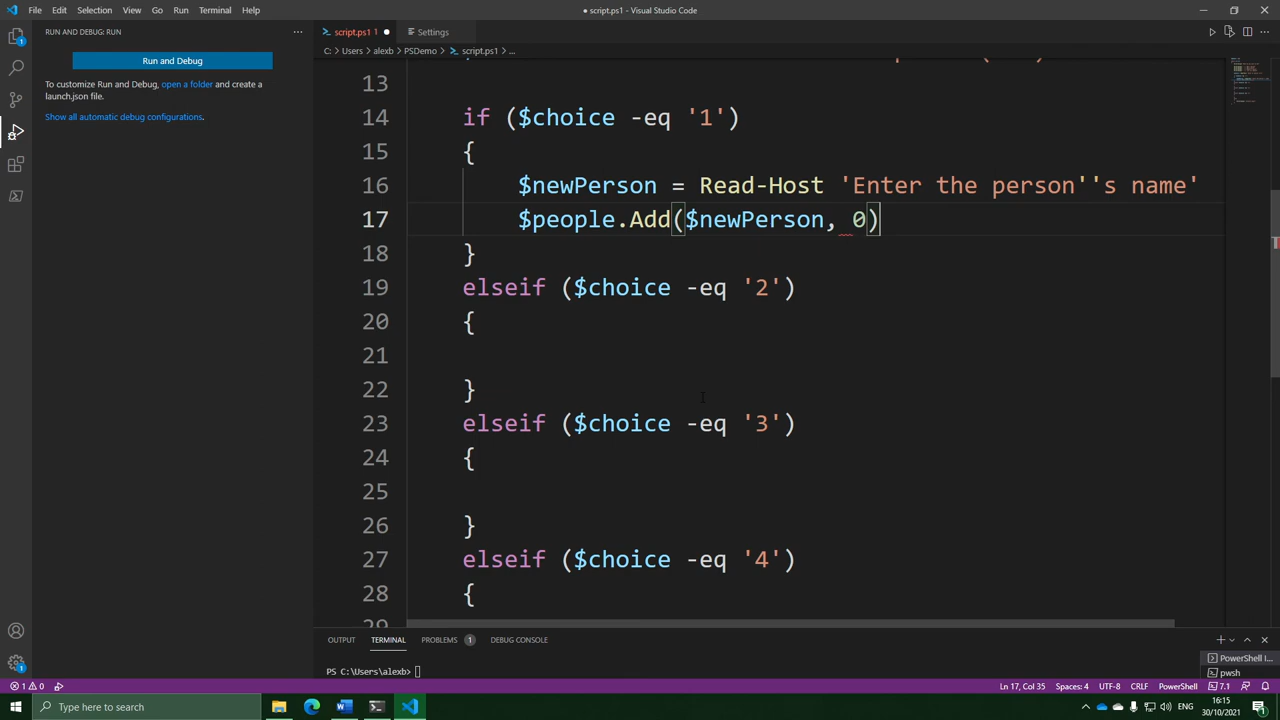 File Edit Selection View Go Run Terminal Help
● script.ps1 - Visual Studio Code
RUN AND DEBUG: RUN
Run and Debug
To customize Run and Debug, open a folder and create a
launch.json file.
Show all automatic debug configurations.
script.ps1 1 ● Settings
C: > Users > alexb > PSDemo > script.ps1 > ...
13
14 if ($choice -eq '1')
15 {
16 $newPerson = Read-Host 'Enter the person''s name'
17 $people.Add($newPerson, 0)
18 }
19 elseif ($choice -eq '2')
20 {
21
22 }
23 elseif ($choice -eq '3')
24 {
25
26 }
27 elseif ($choice -eq '4')
28 {
29
OUTPUT TERMINAL PROBLEMS 1 DEBUG CONSOLE
PS C:\Users\alexb>
PowerShell I...
pwsh
1 0
Ln 17, Col 35 Spaces: 4 UTF-8 CRLF PowerShell 7.1
Type here to search
ENG
16:15
30/10/2021
1